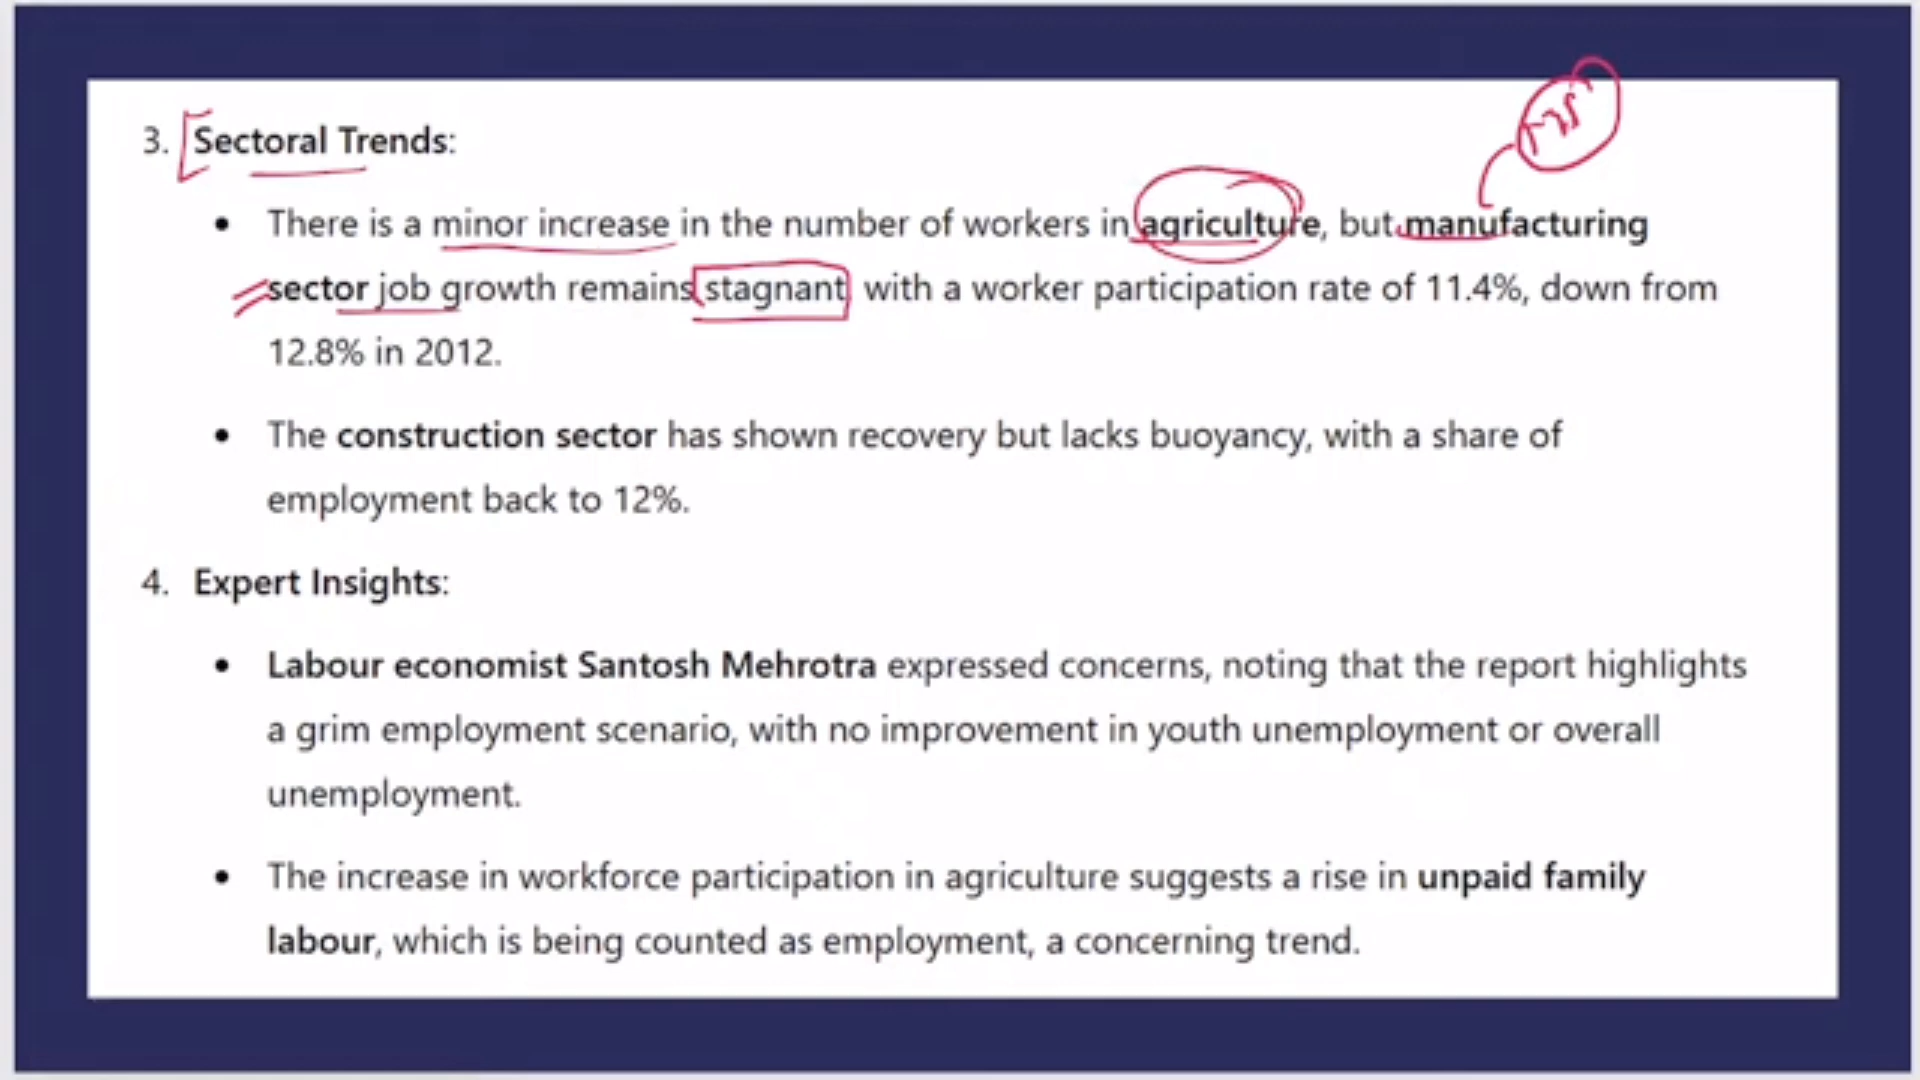 3. Sectoral Trends:
• There is a minor increase in the number of workers in agriculture, but manufacturing
sector job growth remains stagnant with a worker participation rate of 11.4%, down from
12.8% in 2012.
• The construction sector has shown recovery but lacks buoyancy, with a share of
employment back to 12%.
4. Expert Insights:
• Labour economist Santosh Mehrotra expressed concerns, noting that the report highlights
a grim employment scenario, with no improvement in youth unemployment or overall
unemployment.
• The increase in workforce participation in agriculture suggests a rise in unpaid family
labour, which is being counted as employment, a concerning trend.